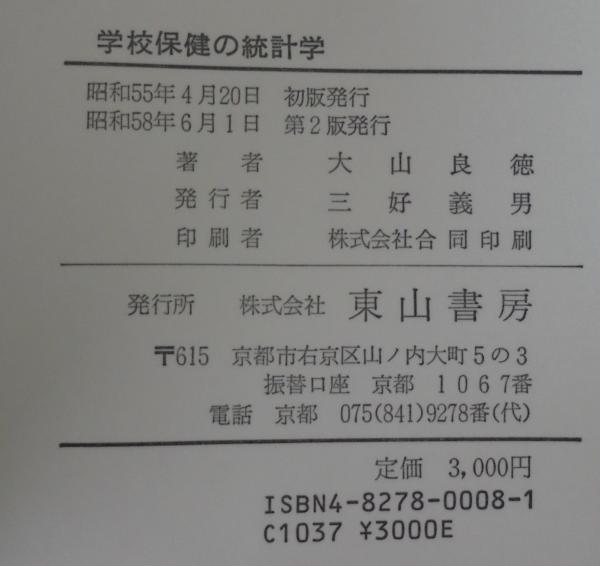 学校保健の統計学
昭和55年4月20日 初版発行
昭和58年6月1日 第2版発行
著者 大山良徳
発行者 三好義男
印刷者 株式会社合同印刷
発行所 株式会社 東山書房
〒615 京都市右京区山ノ内大町5の3
振替口座 京都 1067番
電話 京都 075(841)9278番(代)
定価 3,000円
ISBN4-8278-0008-1
C1037 ¥3000E